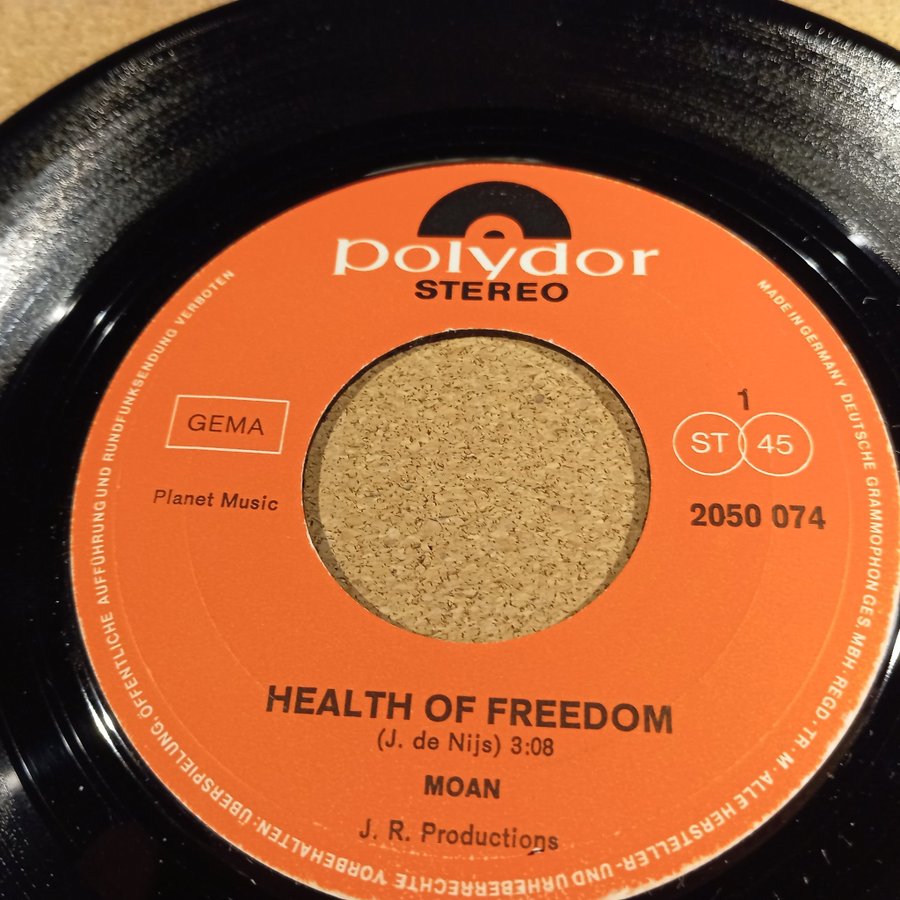 polydor
STEREO
GEMA
Planet Music
1
ST 45
2050 074
HEALTH OF FREEDOM
(J. de Nijs) 3:08
MOAN
J. R. Productions
MADE IN GERMANY DEUTSCHE GRAMMOPHON GES. MBH · REGD · TR · M · ALLE HERSTELLER- UND URHEBERRECHTE VORBEHALTEN: ÜBERSPIELUNG, ÖFFENTLICHE AUFFÜHRUNG UND RUNDFUNKSENDUNG VERBOTEN